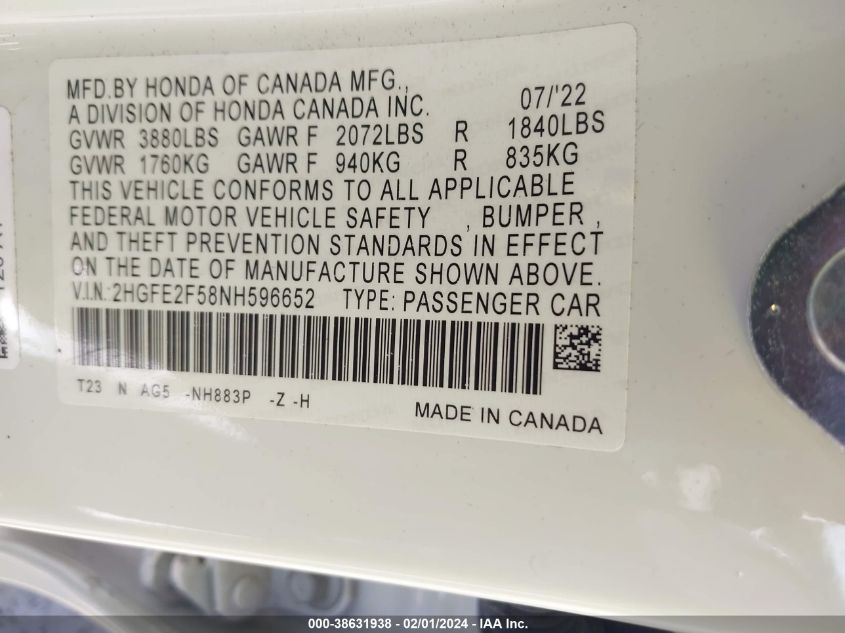 MFD.BY HONDA OF CANADA MFG.,
A DIVISION OF HONDA CANADA INC. 07/'22
GVWR 3880LBS GAWR F 2072LBS R 1840LBS
GVWR 1760KG GAWR F 940KG R 835KG
THIS VEHICLE CONFORMS TO ALL APPLICABLE
FEDERAL MOTOR VEHICLE SAFETY , BUMPER ,
AND THEFT PREVENTION STANDARDS IN EFFECT
ON THE DATE OF MANUFACTURE SHOWN ABOVE.
V.I.N.:2HGFE2F58NH596652 TYPE: PASSENGER CAR
T23 N AG5 -NH883P -Z -H
MADE IN CANADA
000-38631938 / 02/01/2024 - IAA Inc.